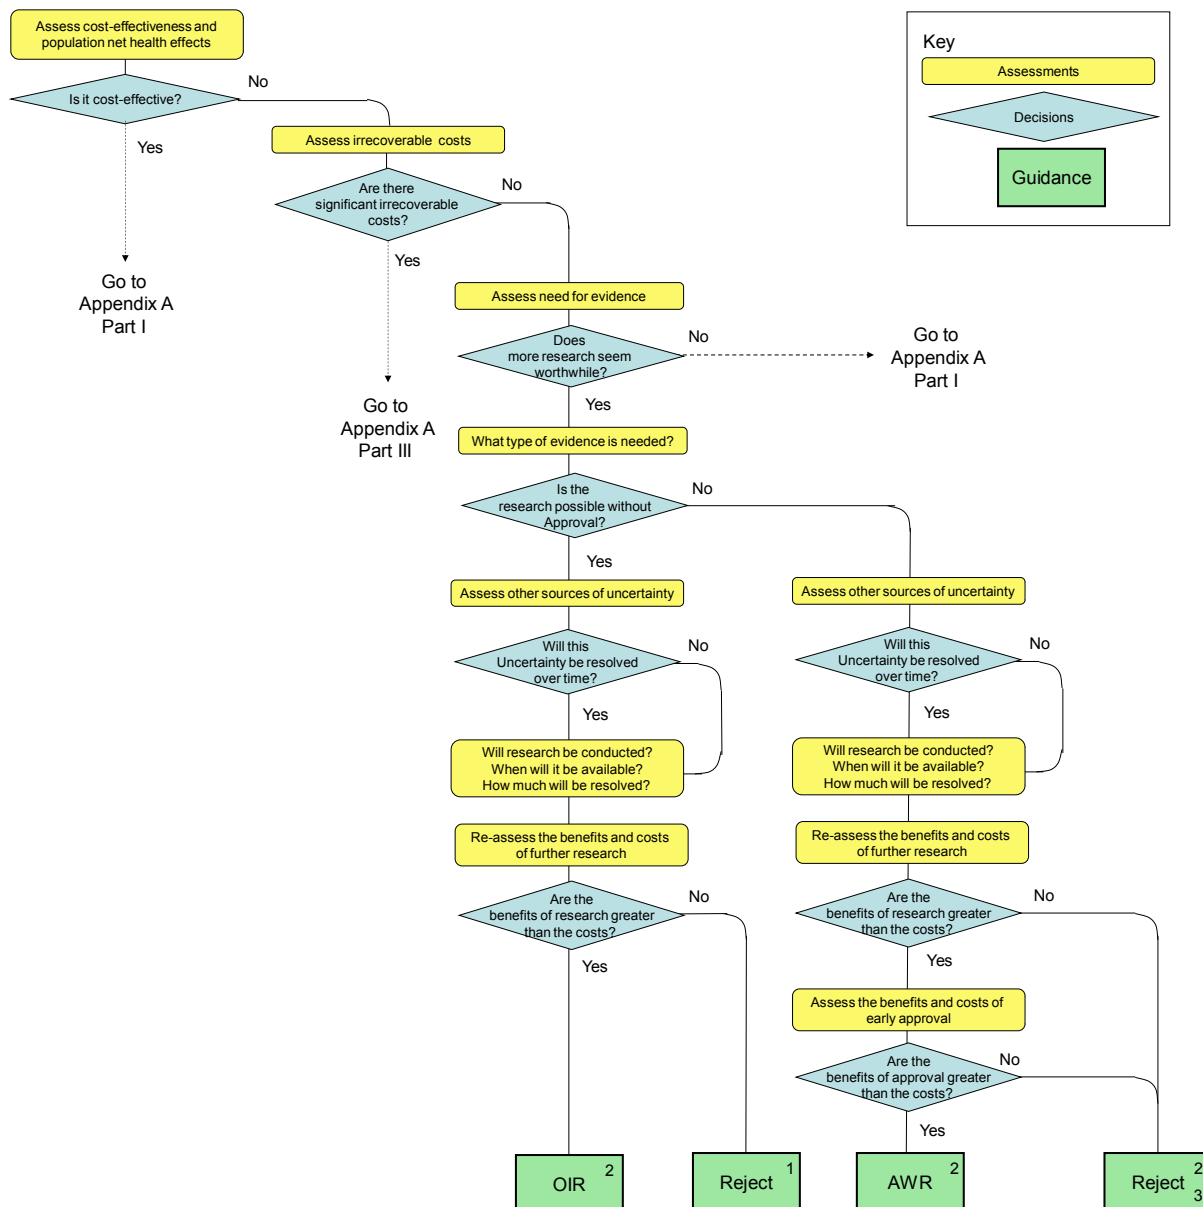 Assess cost-effectiveness and
population net health effects
Is it cost-effective?
No
Yes
Go to
Appendix A
Part I
Assess irrecoverable costs
Are there
significant irrecoverable
costs?
No
Yes
Go to
Appendix A
Part III
Key
Assessments
Decisions
Guidance
Assess need for evidence
Does
more research seem
worthwhile?
No
Go to
Appendix A
Part I
Yes
What type of evidence is needed?
Is the
research possible without
Approval?
No
Yes
Assess other sources of uncertainty
Will this
Uncertainty be resolved
over time?
No
Yes
Will research be conducted?
When will it be available?
How much will be resolved?
Re-assess the benefits and costs
of further research
Are the
benefits of research greater
than the costs?
No
Yes
Assess other sources of uncertainty
Will this
Uncertainty be resolved
over time?
No
Yes
Will research be conducted?
When will it be available?
How much will be resolved?
Re-assess the benefits and costs
of further research
Are the
benefits of research greater
than the costs?
No
Yes
Assess the benefits and costs of
early approval
Are the
benefits of approval greater
than the costs?
No
Yes
OIR 2
Reject 1
AWR 2
Reject 2
3